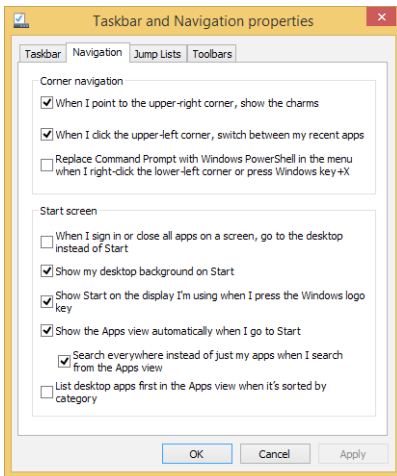 Taskbar and Navigation properties
Taskbar Navigation Jump Lists Toolbars
Corner navigation
When I point to the upper-right corner, show the charms
When I click the upper-left corner, switch between my recent apps
Replace Command Prompt with Windows PowerShell in the menu
when I right-click the lower-left corner or press Windows key+X
Start screen
When I sign in or close all apps on a screen, go to the desktop
instead of Start
Show my desktop background on Start
Show Start on the display I'm using when I press the Windows logo
key
Show the Apps view automatically when I go to Start
Search everywhere instead of just my apps when I search
from the Apps view
List desktop apps first in the Apps view when it's sorted by
category
OK Cancel Apply